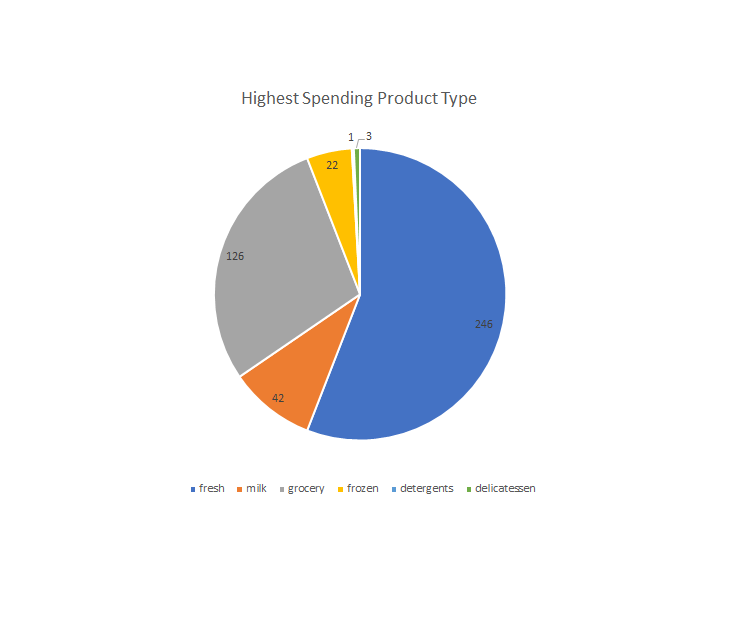 Highest Spending Product Type
1 3
22
126
246
42
fresh milk grocery frozen detergents delicatessen